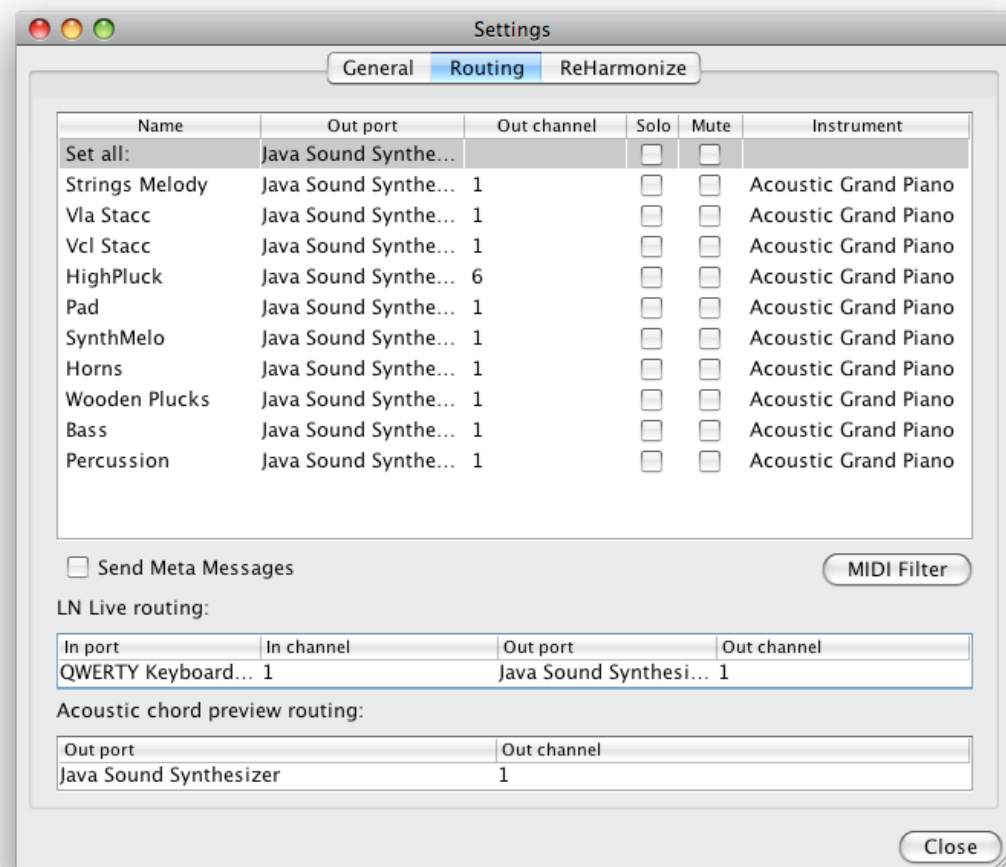 Settings
General Routing ReHarmonize
Name Out port Out channel Solo Mute Instrument
Set all: Java Sound Synthe...
Strings Melody Java Sound Synthe... 1 Acoustic Grand Piano
Vla Stacc Java Sound Synthe... 1 Acoustic Grand Piano
Vcl Stacc Java Sound Synthe... 1 Acoustic Grand Piano
HighPluck Java Sound Synthe... 6 Acoustic Grand Piano
Pad Java Sound Synthe... 1 Acoustic Grand Piano
SynthMelo Java Sound Synthe... 1 Acoustic Grand Piano
Horns Java Sound Synthe... 1 Acoustic Grand Piano
Wooden Plucks Java Sound Synthe... 1 Acoustic Grand Piano
Bass Java Sound Synthe... 1 Acoustic Grand Piano
Percussion Java Sound Synthe... 1 Acoustic Grand Piano
Send Meta Messages MIDI Filter
LN Live routing:
In port In channel Out port Out channel
QWERTY Keyboard... 1 Java Sound Synthesi... 1
Acoustic chord preview routing:
Out port Out channel
Java Sound Synthesizer 1
Close